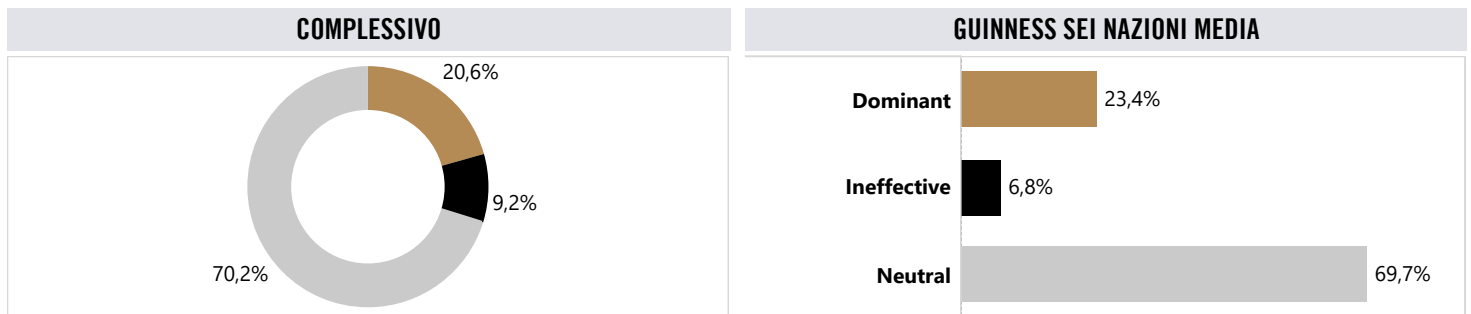 COMPLESSIVO
20,6%
9,2%
70,2%
GUINNESS SEI NAZIONI MEDIA
Dominant 23,4%
Ineffective 6,8%
Neutral 69,7%